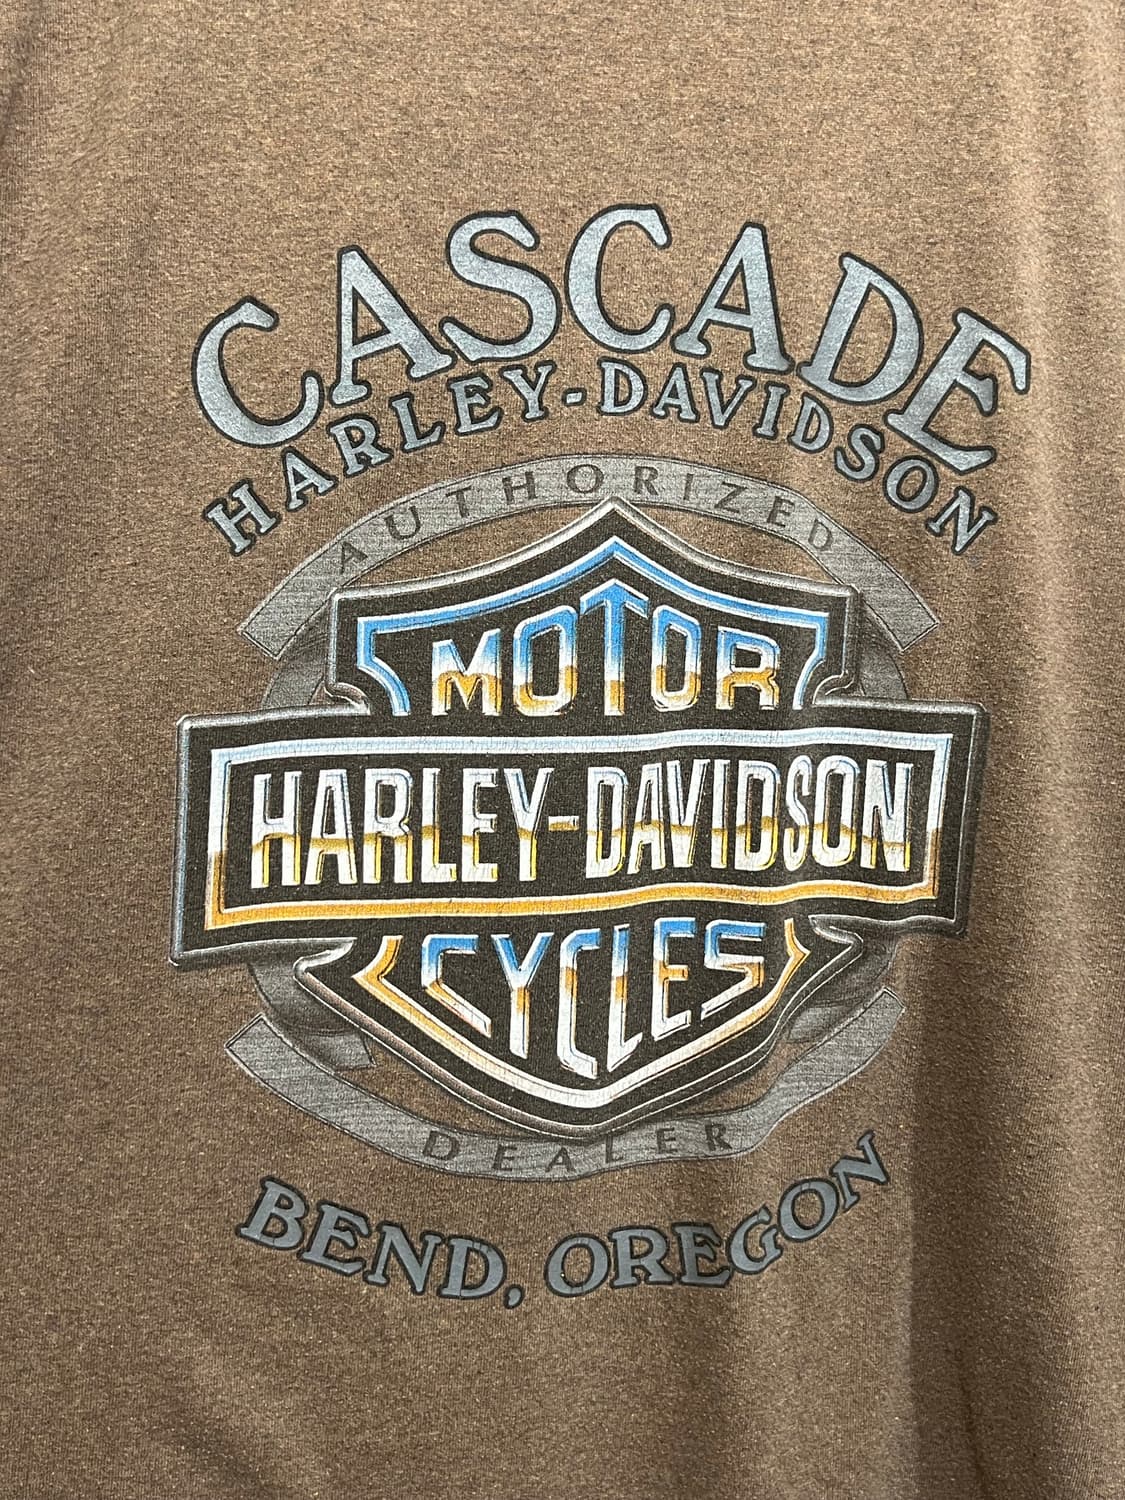 CASCADE
HARLEY-DAVIDSON
AUTHORIZED
MOTOR
HARLEY-DAVIDSON
CYCLES
DEALER
BEND, OREGON